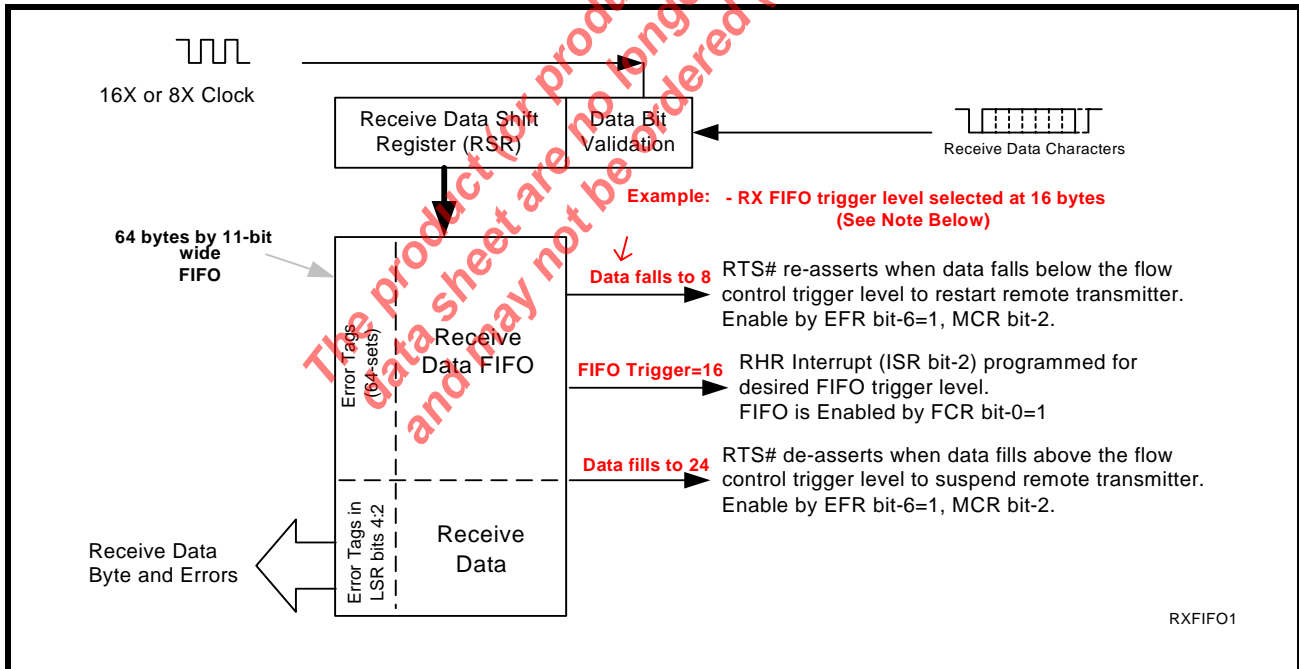 16X or 8X Clock
Receive Data Shift
Register (RSR)
Data Bit
Validation
Receive Data Characters
Example: - RX FIFO trigger level selected at 16 bytes
(See Note Below)
64 bytes by 11-bit
wide
FIFO
Error Tags
(64-sets)
Receive
Data FIFO
Data falls to 8
RTS# re-asserts when data falls below the flow
control trigger level to restart remote transmitter.
Enable by EFR bit-6=1, MCR bit-2.
FIFO Trigger=16
RHR Interrupt (ISR bit-2) programmed for
desired FIFO trigger level.
FIFO is Enabled by FCR bit-0=1
Data fills to 24
RTS# de-asserts when data fills above the flow
control trigger level to suspend remote transmitter.
Enable by EFR bit-6=1, MCR bit-2.
Error Tags in
LSR bits 4:2
Receive
Data
Receive Data
Byte and Errors
RXFIFO1
The product (or produ
data sheet are no longe
and may not be ordered (